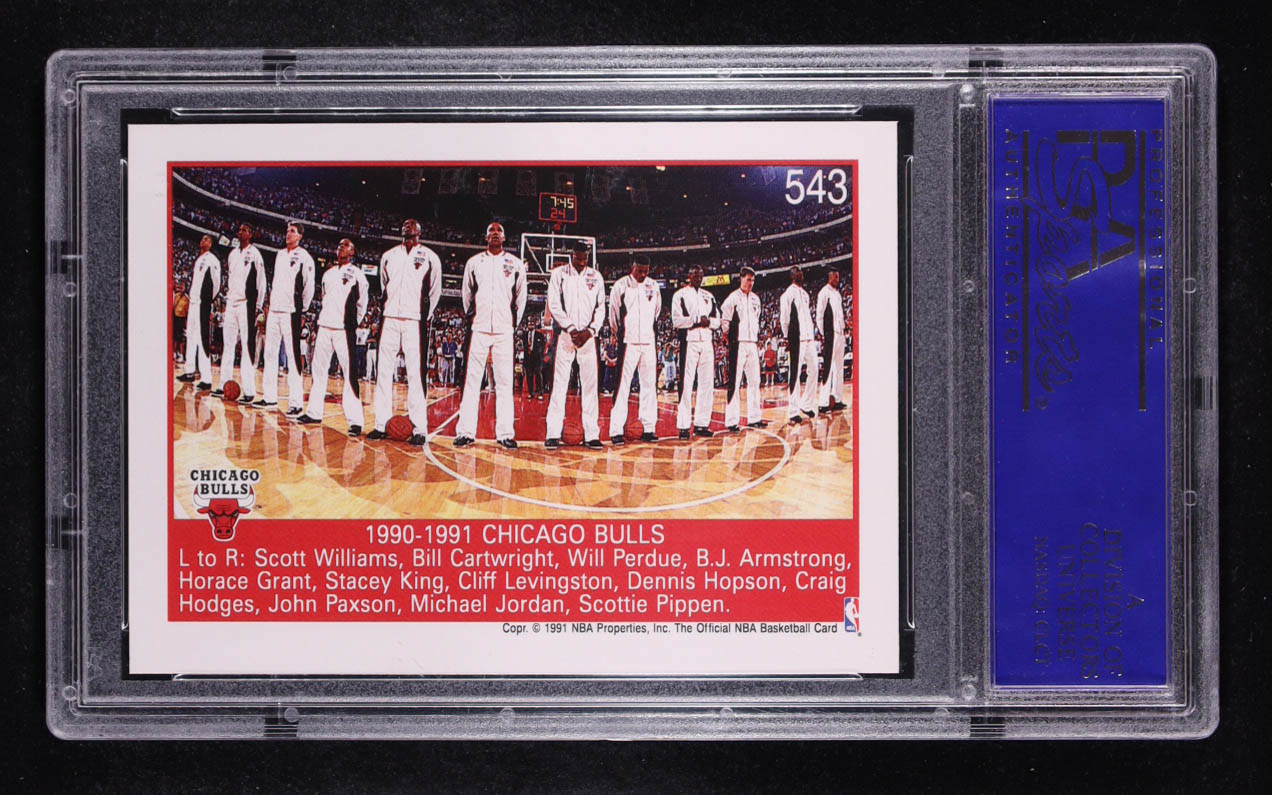 543
7:45
24
CHICAGO
BULLS
1990-1991 CHICAGO BULLS
L to R: Scott Williams, Bill Cartwright, Will Perdue, B.J. Armstrong,
Horace Grant, Stacey King, Cliff Levingston, Dennis Hopson, Craig
Hodges, John Paxson, Michael Jordan, Scottie Pippen.
Copr. © 1991 NBA Properties, Inc. The Official NBA Basketball Card
PROFESSIONAL
PSA
AUTHENTICATOR
A
DIVISION OF
COLLECTORS
UNIVERSE
NASDAQ: CLCT